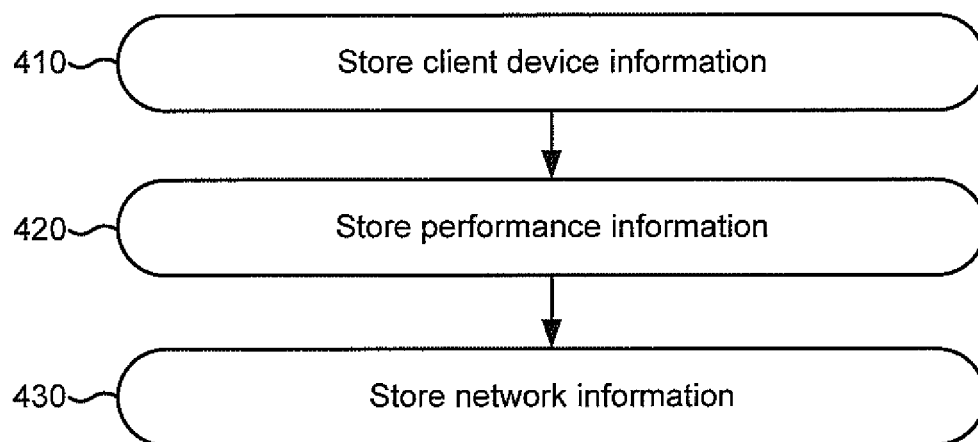 410 Store client device information
420 Store performance information
430 Store network information